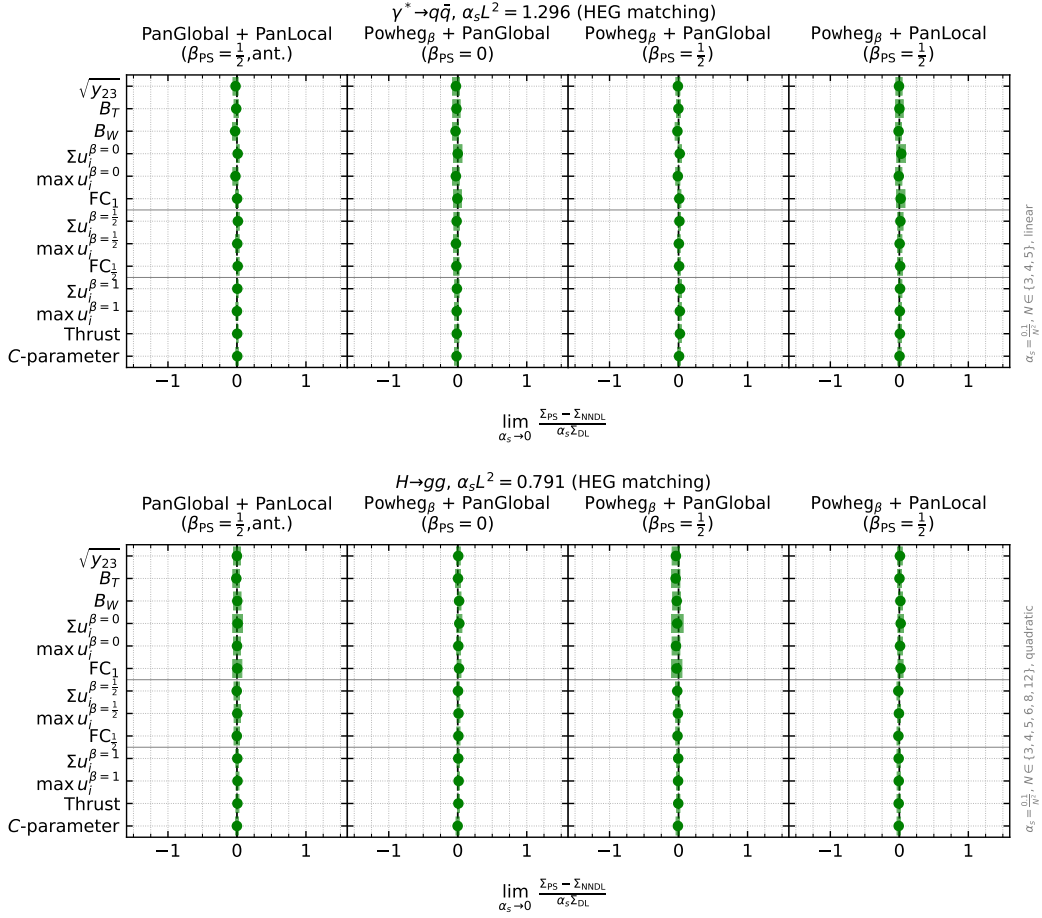 γ* → qq̄, αₛL² = 1.296 (HEG matching)
PanGlobal + PanLocal (β_PS = 1/2, ant.)
Powheg_β + PanGlobal (β_PS = 0)
Powheg_β + PanGlobal (β_PS = 1/2)
Powheg_β + PanLocal (β_PS = 1/2)
√y₂₃
B_T
B_W
Σu_i^{β=0}
max u_i^{β=0}
FC₁
Σu_i^{β=1/2}
max u_i^{β=1/2}
FC_{1/2}
Σu_i^{β=1}
max u_i^{β=1}
Thrust
C-parameter
−1 0 1 −1 0 1 −1 0 1 −1 0 1
lim_{αₛ→0} (Σ_PS − Σ_NNDL)/(αₛΣ_DL)
αₛ = 0.1/N², N ∈ {3, 4, 5}, linear
H→gg, αₛL² = 0.791 (HEG matching)
PanGlobal + PanLocal (β_PS = 1/2, ant.)
Powheg_β + PanGlobal (β_PS = 0)
Powheg_β + PanGlobal (β_PS = 1/2)
Powheg_β + PanLocal (β_PS = 1/2)
√y₂₃
B_T
B_W
Σu_i^{β=0}
max u_i^{β=0}
FC₁
Σu_i^{β=1/2}
max u_i^{β=1/2}
FC_{1/2}
Σu_i^{β=1}
max u_i^{β=1}
Thrust
C-parameter
−1 0 1 −1 0 1 −1 0 1 −1 0 1
lim_{αₛ→0} (Σ_PS − Σ_NNDL)/(αₛΣ_DL)
αₛ = 0.1/N², N ∈ {3, 4, 5, 6, 8, 12}, quadratic